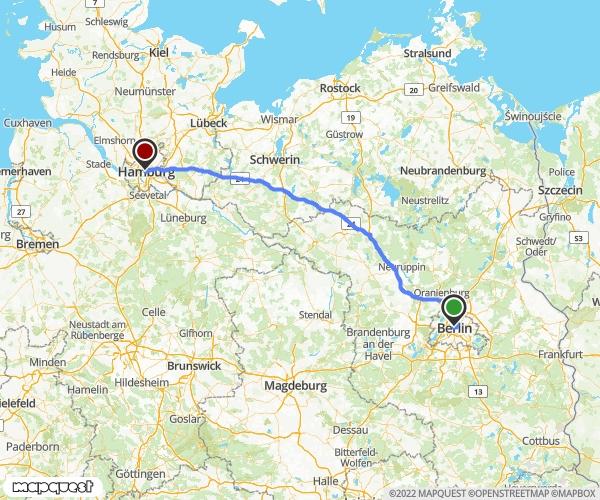 Husum
Schleswig
7
Kiel
Rendsburg
Stralsund
Heide
Neumünster
Rostock
Greifswald
20
Cuxhaven
Lübeck
Wismar
19
Güstrow
Świnoujście
Elmshorn
Stade
Schwerin
Police
Hamburg
Neubrandenburg
Szczecin
Seevetal
24
Neustrelitz
Gryfino
27
Lüneburg
24
S3
Bremen
Schwedt/
Oder
Neuruppin
Oranienburg
Celle
Stendal
Berlin
Neustadt am
Rübenberge
Gifhorn
Brandenburg
an der
Havel
Frankfurt
Minden
Brunswick
Hildesheim
Magdeburg
Hameln
13
Goslar
Dessau
Cottbus
Paderborn
Bitterfeld-
Wolfen
Göttingen
Halle
mapquest
©2022 MAPQUEST ©OPENSTREETMAP ©MAPBOX